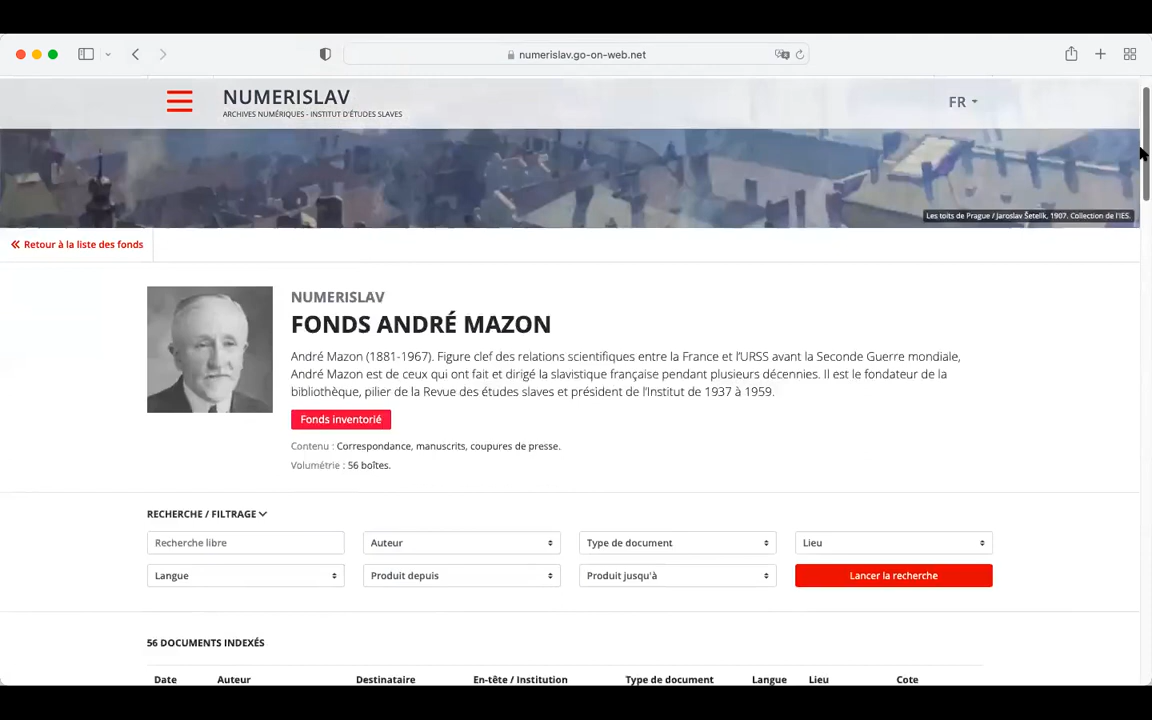 numerislav.go-on-web.net
NUMERISLAV
ARCHIVES NUMÉRIQUES - INSTITUT D'ÉTUDES SLAVES
FR
Les toits de Prague / Jaroslav Šetelík, 1907. Collection de l'IES.
Retour à la liste des fonds
NUMERISLAV
FONDS ANDRÉ MAZON
André Mazon (1881-1967). Figure clef des relations scientifiques entre la France et l'URSS avant la Seconde Guerre mondiale,
André Mazon est de ceux qui ont fait et dirigé la slavistique française pendant plusieurs décennies. Il est le fondateur de la
bibliothèque, pilier de la Revue des études slaves et président de l'Institut de 1937 à 1959.
Fonds inventorié
Contenu : Correspondance, manuscrits, coupures de presse.
Volumétrie : 56 boîtes.
RECHERCHE / FILTRAGE
Recherche libre Auteur Type de document Lieu
Langue Produit depuis Produit jusqu'à Lancer la recherche
56 DOCUMENTS INDEXÉS
Date Auteur Destinataire En-tête / Institution Type de document Langue Lieu Cote